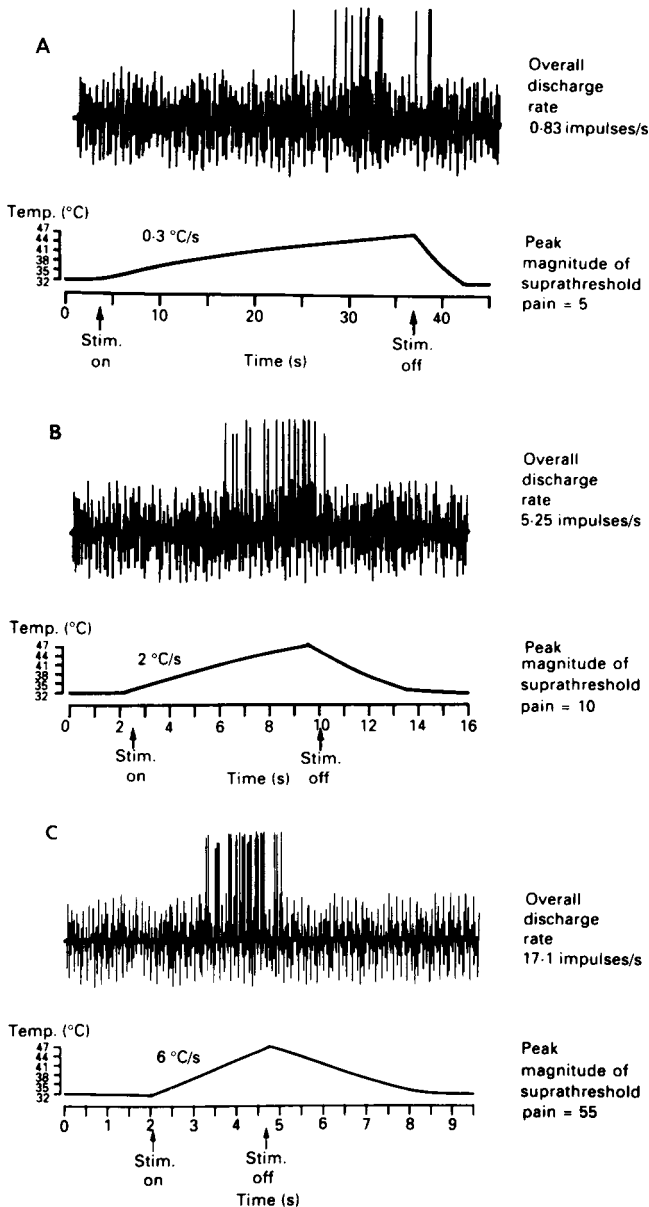 A
Overall
discharge
rate
0·83 impulses/s
Temp. (°C)
47
44
41
38
35
32
0·3 °C/s
Peak
magnitude of
suprathreshold
pain = 5
0 10 20 30 40
Stim.
on
Time (s)
Stim.
off
B
Overall
discharge
rate
5·25 impulses/s
Temp. (°C)
47
44
41
38
35
32
2 °C/s
Peak
magnitude of
suprathreshold
pain = 10
0 2 4 6 8 10 12 14 16
Stim.
on
Time (s)
Stim.
off
C
Overall
discharge
rate
17·1 impulses/s
Temp. (°C)
47
44
41
38
35
32
6 °C/s
Peak
magnitude of
suprathreshold
pain = 55
0 1 2 3 4 5 6 7 8 9
Stim.
on
Stim.
off
Time (s)